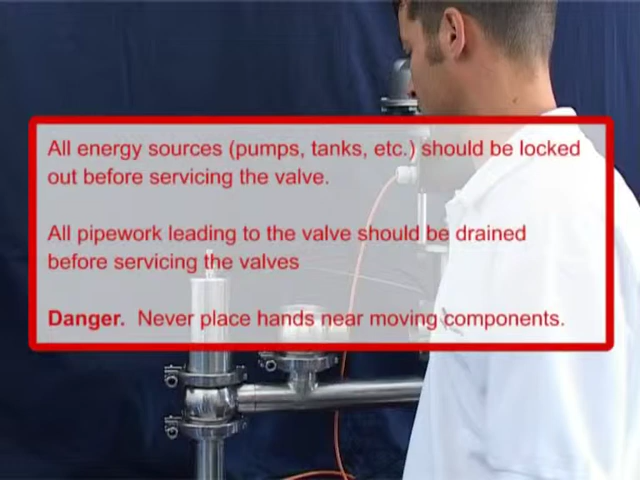 All energy sources (pumps, tanks, etc.) should be locked
out before servicing the valve.
All pipework leading to the valve should be drained
before servicing the valves
Danger. Never place hands near moving components.